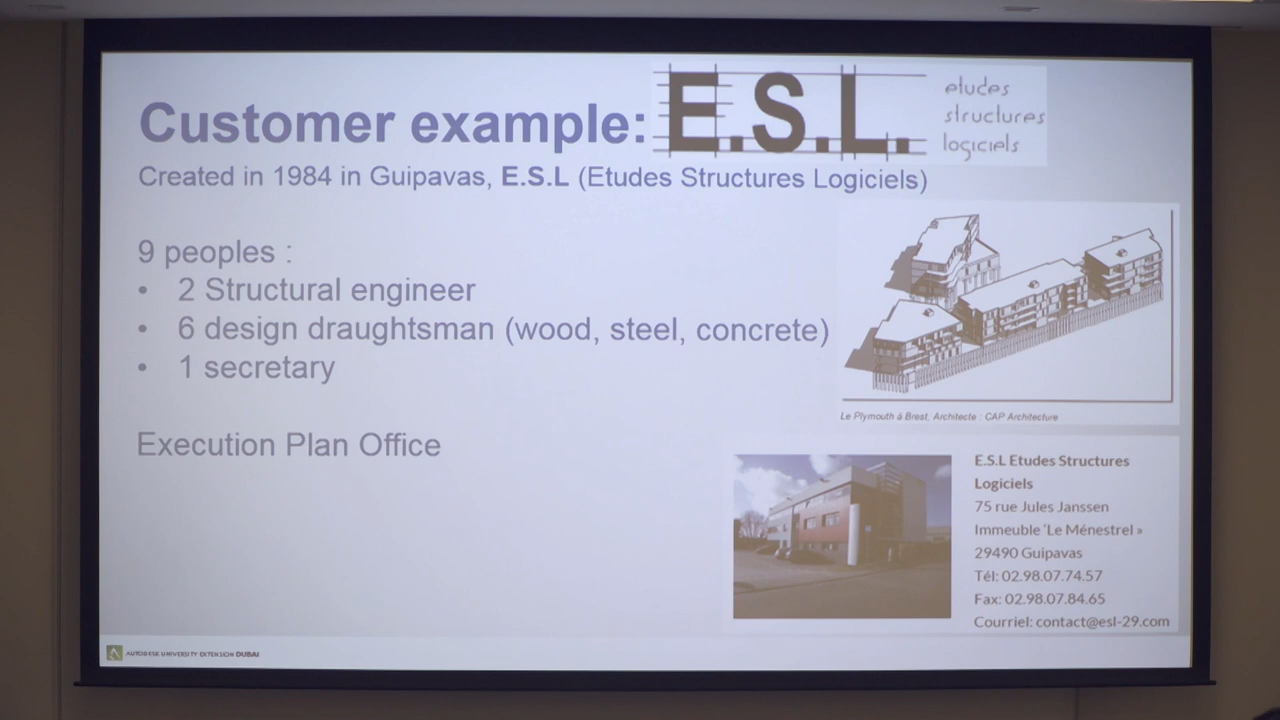 Customer example:
E.S.L.
etudes
structures
logiciels
Created in 1984 in Guipavas, E.S.L (Etudes Structures Logiciels)
9 peoples :
• 2 Structural engineer
• 6 design draughtsman (wood, steel, concrete)
• 1 secretary
Execution Plan Office
Le Plymouth à Brest, Architecte : CAP Architecture
E.S.L Etudes Structures
Logiciels
75 rue Jules Janssen
Immeuble ‘Le Ménestrel »
29490 Guipavas
Tél: 02.98.07.74.57
Fax: 02.98.07.84.65
Courriel: contact@esl-29.com
AUTODESK UNIVERSITY EXTENSION DUBAI